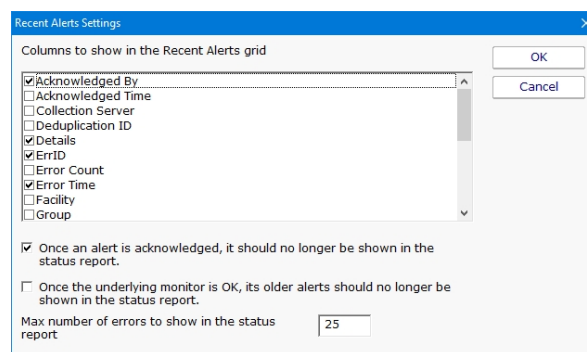 Recent Alerts Settings
Columns to show in the Recent Alerts grid
OK
Cancel
Acknowledged By
Acknowledged Time
Collection Server
Deduplication ID
Details
ErrID
Error Count
Error Time
Facility
Group
Once an alert is acknowledged, it should no longer be shown in the
status report.
Once the underlying monitor is OK, its older alerts should no longer be
shown in the status report.
Max number of errors to show in the status
report
25